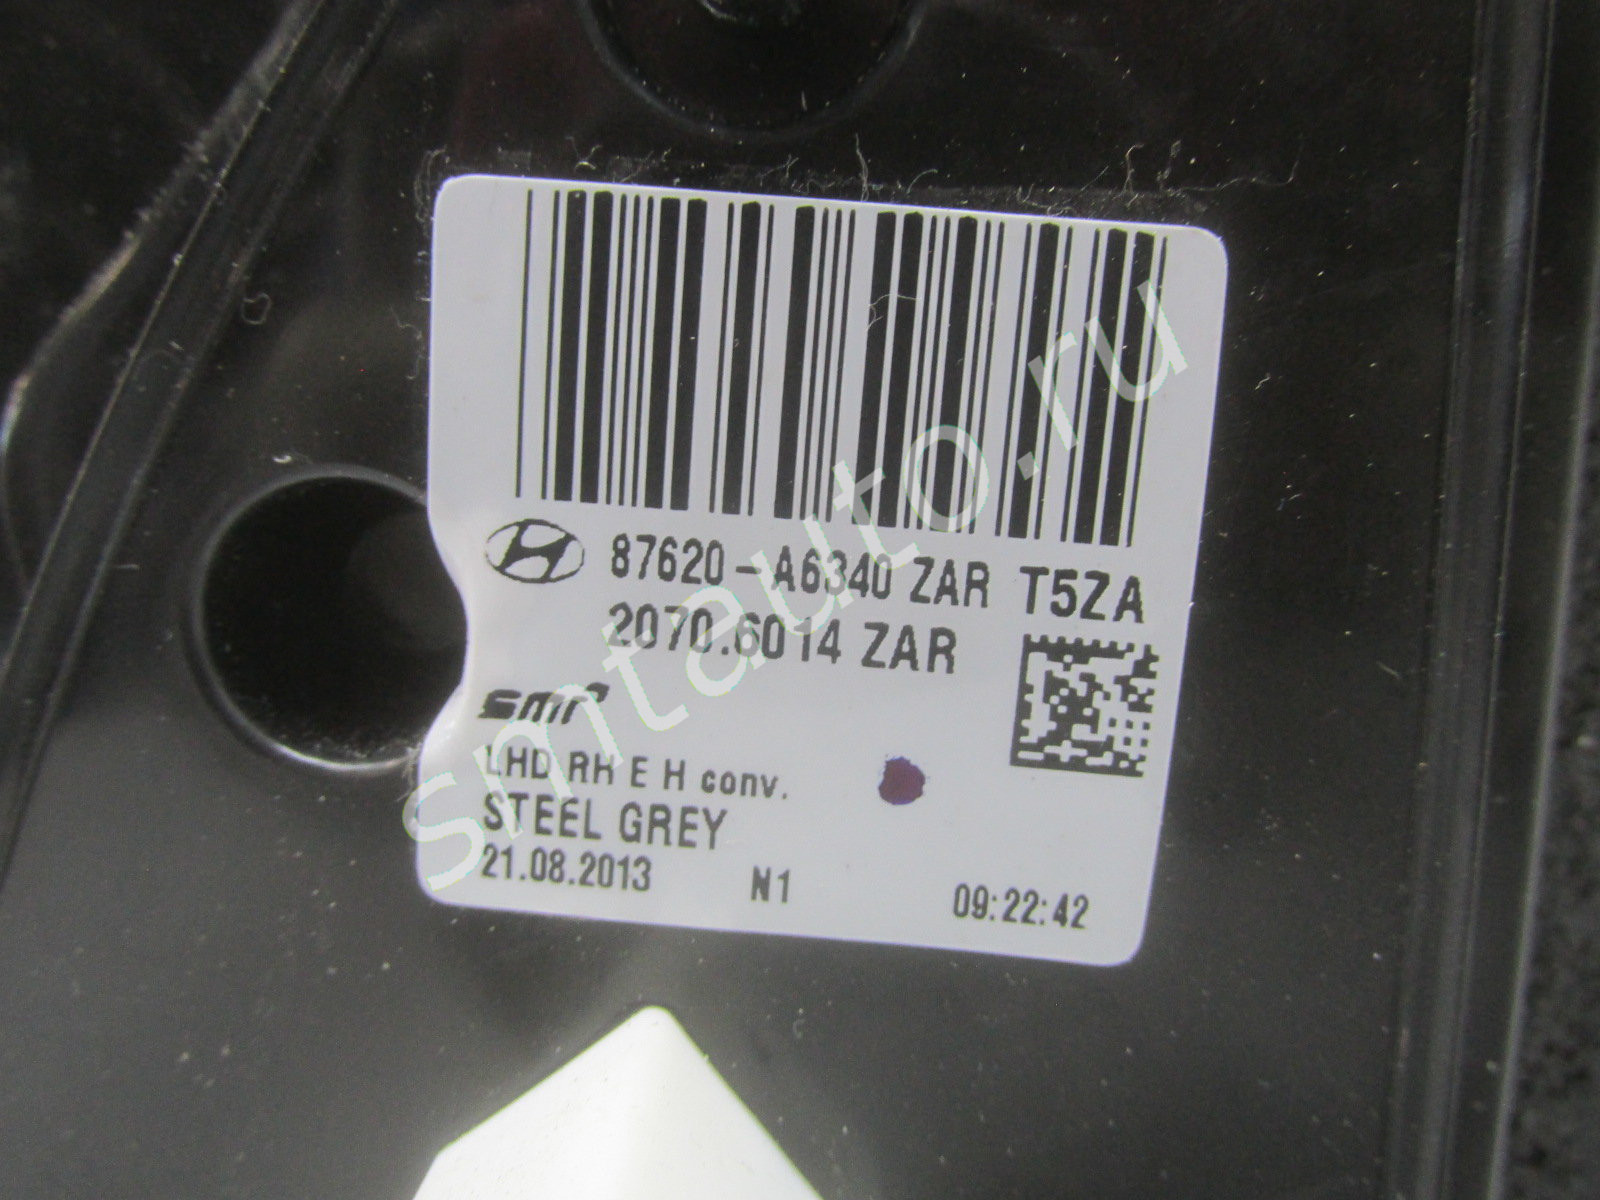 87620-A6340 ZAR T5ZA
2070.6014 ZAR
smr
LHD RH E H conv.
STEEL GREY
21.08.2013 N1 09:22:42
smtauto.ru